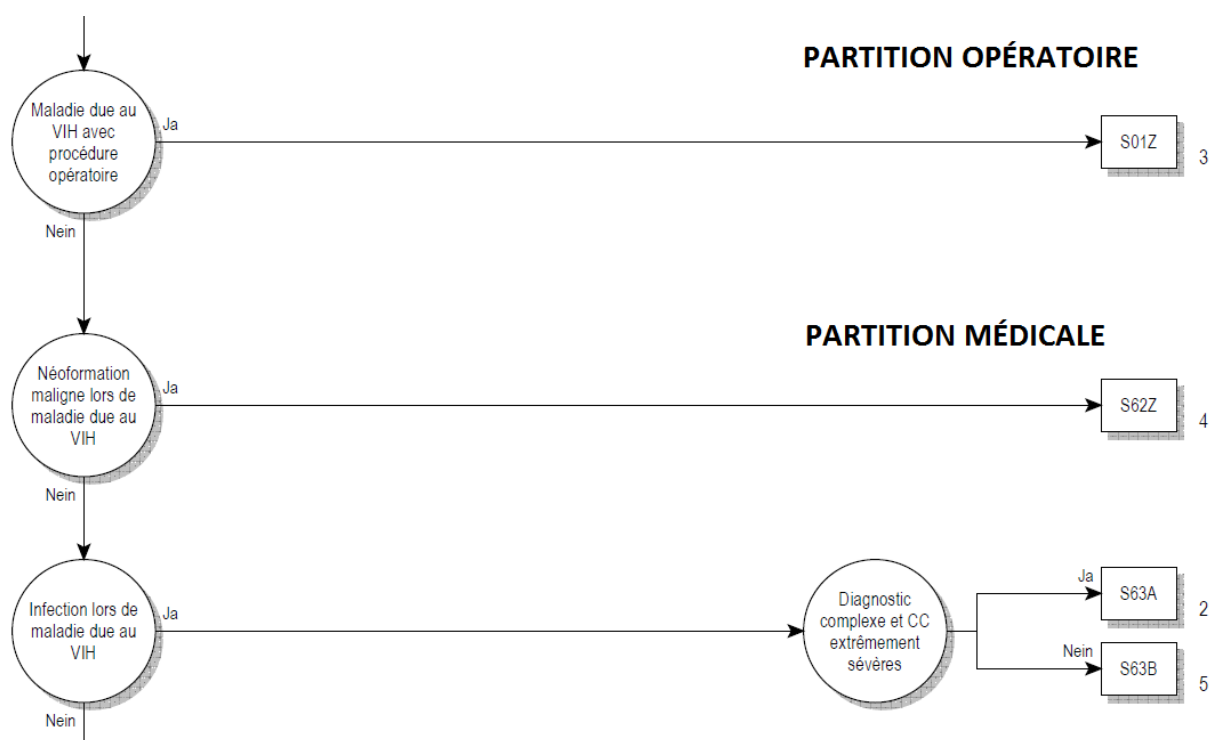 PARTITION OPÉRATOIRE
Maladie due au
VIH avec
procédure
opératoire
Ja
S01Z
3
Nein
PARTITION MÉDICALE
Néoformation
maligne lors de
maladie due au
VIH
Ja
S62Z
4
Nein
Infection lors de
maladie due au
VIH
Ja
Diagnostic
complexe et CC
extrêmement
sévères
Ja
S63A
2
Nein
S63B
5
Nein